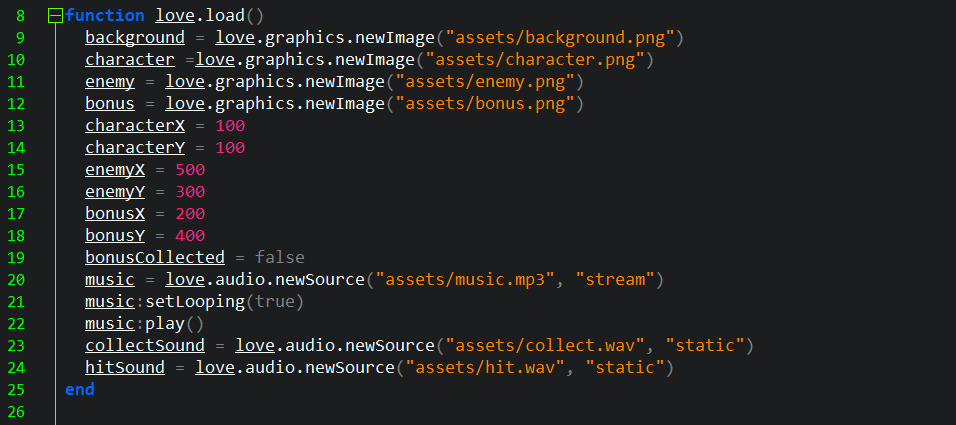 8 function love.load()
9 background = love.graphics.newImage("assets/background.png")
10 character =love.graphics.newImage("assets/character.png")
11 enemy = love.graphics.newImage("assets/enemy.png")
12 bonus = love.graphics.newImage("assets/bonus.png")
13 characterX = 100
14 characterY = 100
15 enemyX = 500
16 enemyY = 300
17 bonusX = 200
18 bonusY = 400
19 bonusCollected = false
20 music = love.audio.newSource("assets/music.mp3", "stream")
21 music:setLooping(true)
22 music:play()
23 collectSound = love.audio.newSource("assets/collect.wav", "static")
24 hitSound = love.audio.newSource("assets/hit.wav", "static")
25 end
26